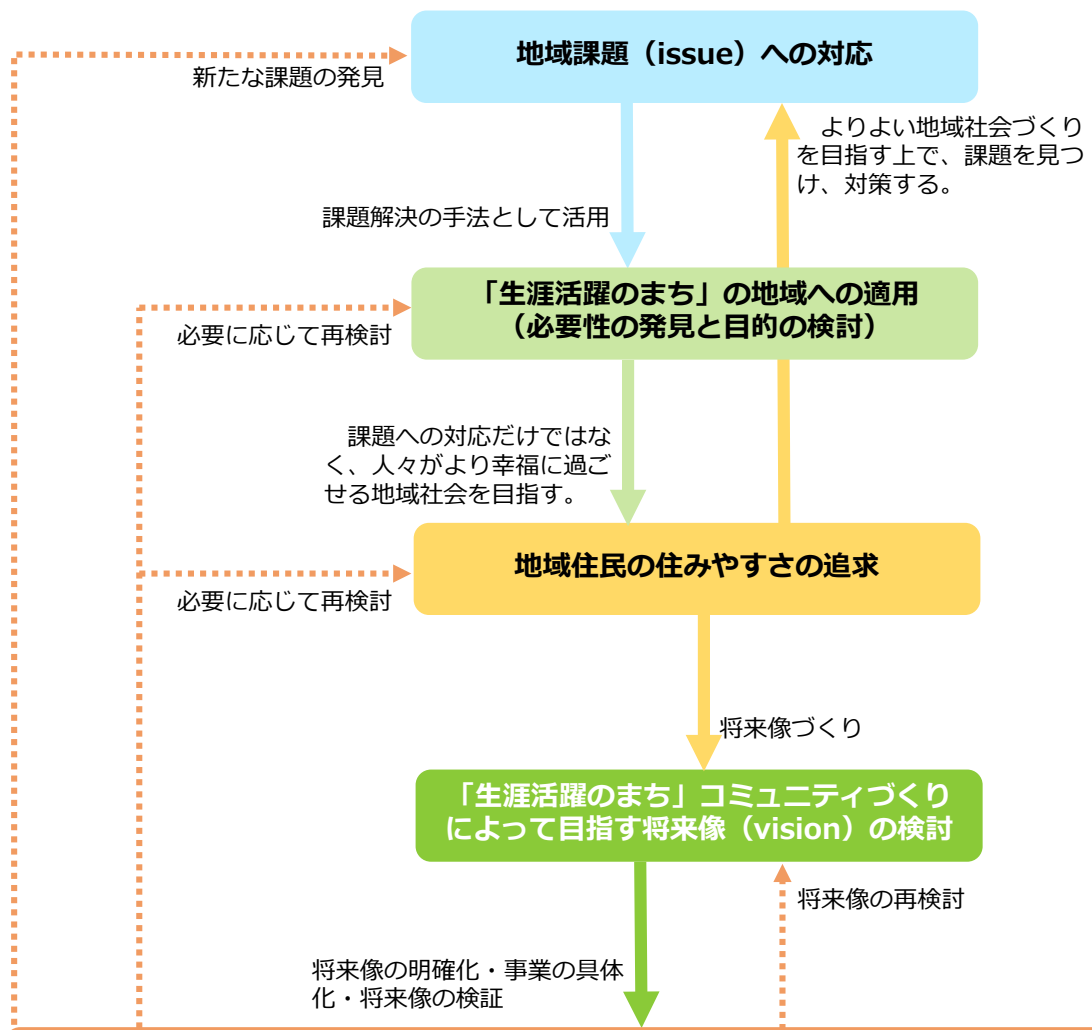 地域課題（issue）への対応
新たな課題の発見
よりよい地域社会づくり
を目指す上で、課題を見つ
け、対策する。
課題解決の手法として活用
「生涯活躍のまち」の地域への適用
（必要性の発見と目的の検討）
必要に応じて再検討
課題への対応だけではな
く、人々がより幸福に過ご
せる地域社会を目指す。
地域住民の住みやすさの追求
必要に応じて再検討
将来像づくり
「生涯活躍のまち」コミュニティづくり
によって目指す将来像（vision）の検討
将来像の再検討
将来像の明確化・事業の具体
化・将来像の検証